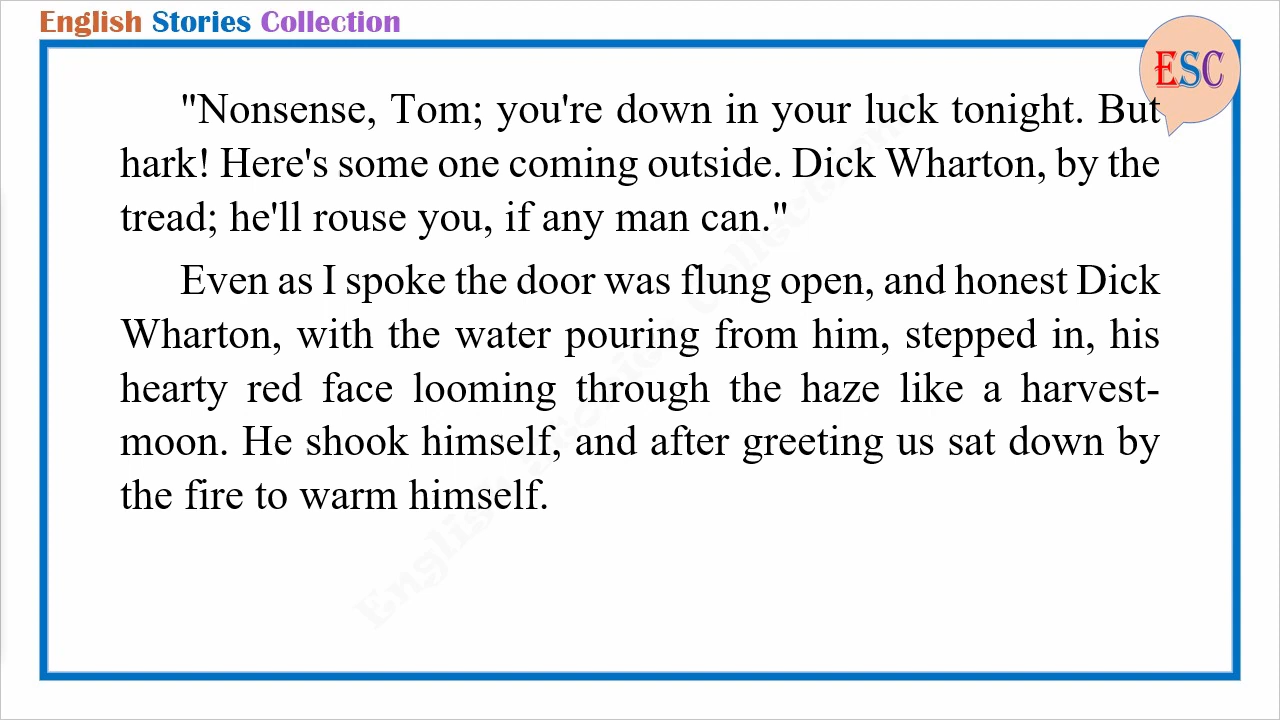 English Stories Collection
ESC
"Nonsense, Tom; you're down in your luck tonight. But
hark! Here's some one coming outside. Dick Wharton, by the
tread; he'll rouse you, if any man can."
Even as I spoke the door was flung open, and honest Dick
Wharton, with the water pouring from him, stepped in, his
hearty red face looming through the haze like a harvest-
moon. He shook himself, and after greeting us sat down by
the fire to warm himself.